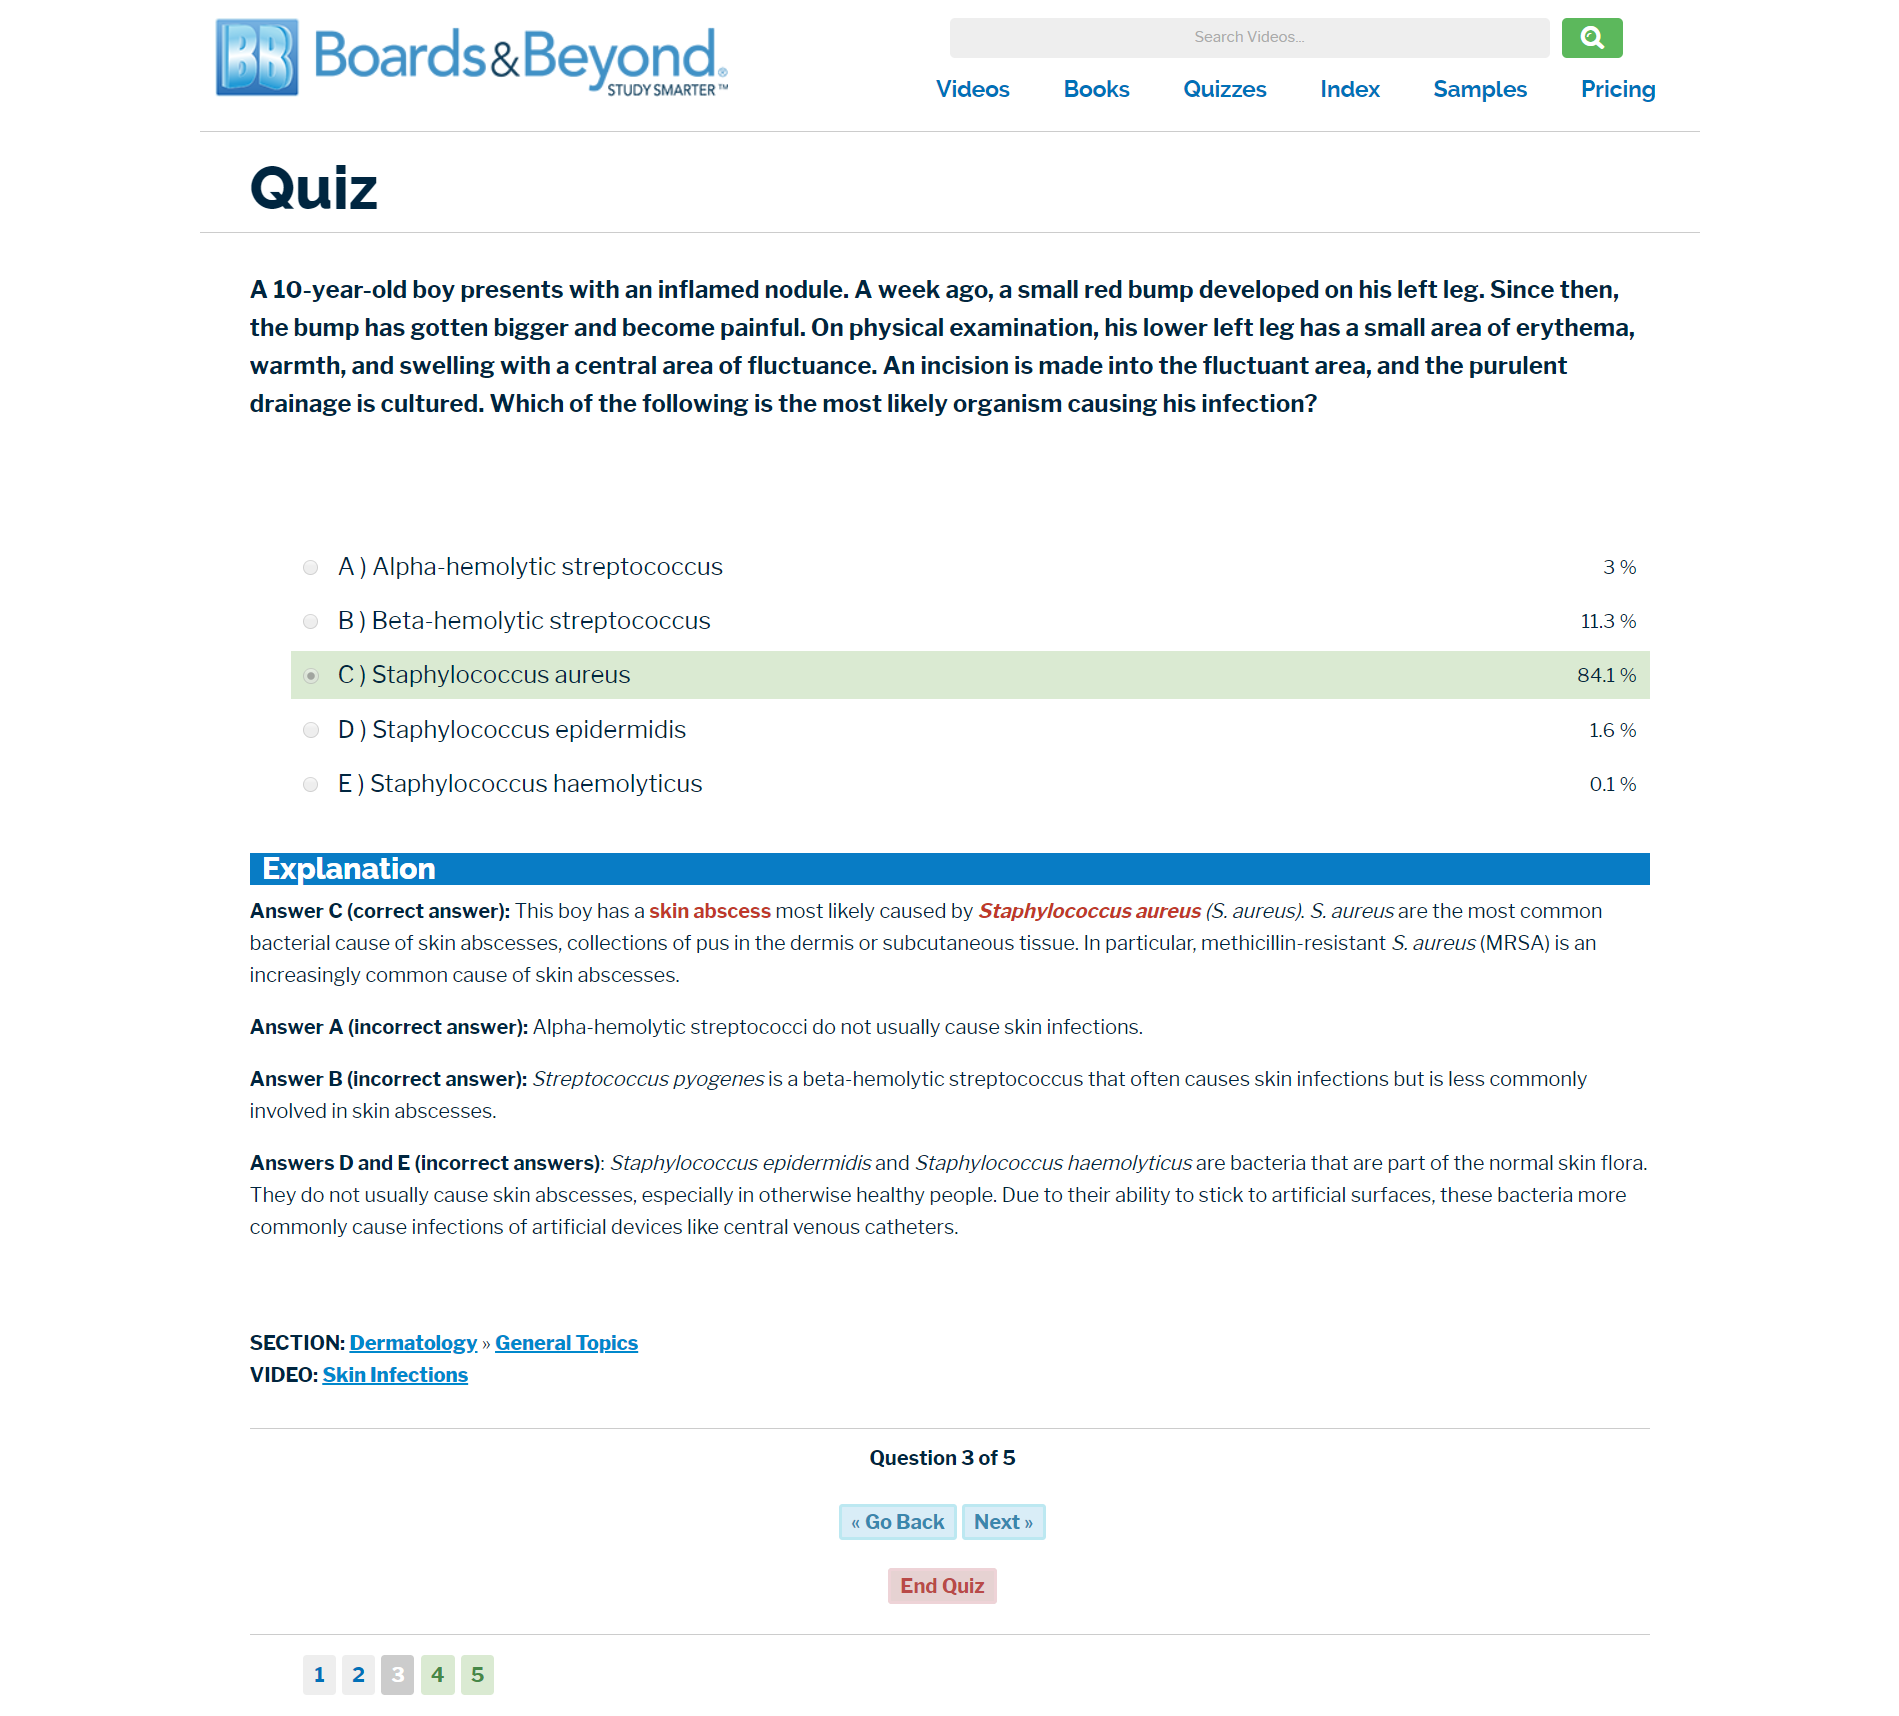 BB Boards&Beyond®
STUDY SMARTER™
Search Videos...
Videos Books Quizzes Index Samples Pricing
Quiz
A 10-year-old boy presents with an inflamed nodule. A week ago, a small red bump developed on his left leg. Since then,
the bump has gotten bigger and become painful. On physical examination, his lower left leg has a small area of erythema,
warmth, and swelling with a central area of fluctuance. An incision is made into the fluctuant area, and the purulent
drainage is cultured. Which of the following is the most likely organism causing his infection?
A ) Alpha-hemolytic streptococcus 3 %
B ) Beta-hemolytic streptococcus 11.3 %
C ) Staphylococcus aureus 84.1 %
D ) Staphylococcus epidermidis 1.6 %
E ) Staphylococcus haemolyticus 0.1 %
Explanation
Answer C (correct answer): This boy has a skin abscess most likely caused by Staphylococcus aureus (S. aureus). S. aureus are the most common
bacterial cause of skin abscesses, collections of pus in the dermis or subcutaneous tissue. In particular, methicillin-resistant S. aureus (MRSA) is an
increasingly common cause of skin abscesses.
Answer A (incorrect answer): Alpha-hemolytic streptococci do not usually cause skin infections.
Answer B (incorrect answer): Streptococcus pyogenes is a beta-hemolytic streptococcus that often causes skin infections but is less commonly
involved in skin abscesses.
Answers D and E (incorrect answers): Staphylococcus epidermidis and Staphylococcus haemolyticus are bacteria that are part of the normal skin flora.
They do not usually cause skin abscesses, especially in otherwise healthy people. Due to their ability to stick to artificial surfaces, these bacteria more
commonly cause infections of artificial devices like central venous catheters.
SECTION: Dermatology » General Topics
VIDEO: Skin Infections
Question 3 of 5
« Go Back Next »
End Quiz
1 2 3 4 5